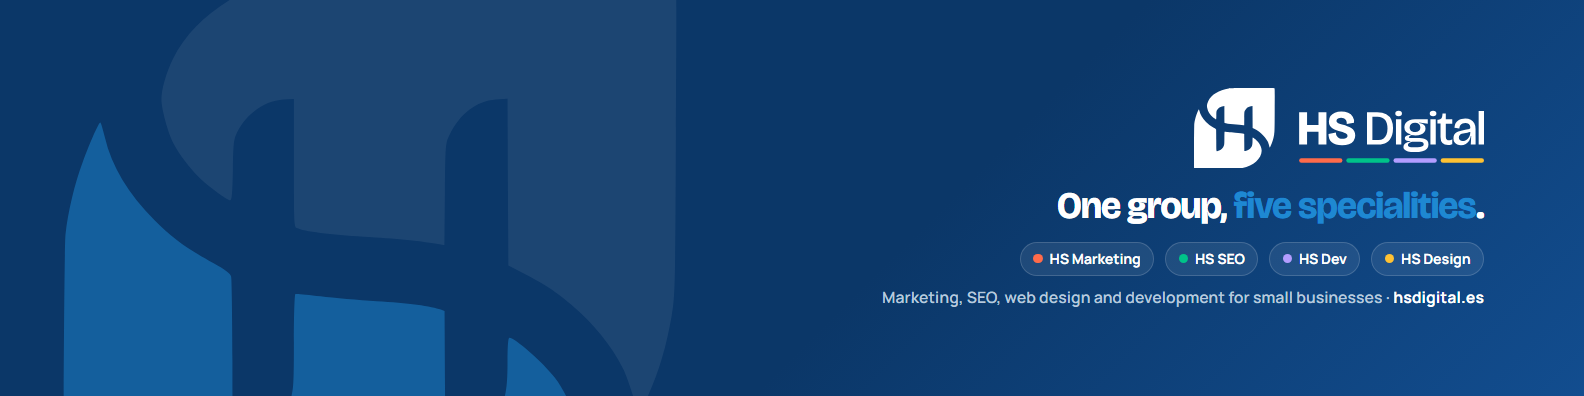 HS Digital
One group, five specialities.
HS Marketing HS SEO HS Dev HS Design
Marketing, SEO, web design and development for small businesses · hsdigital.es